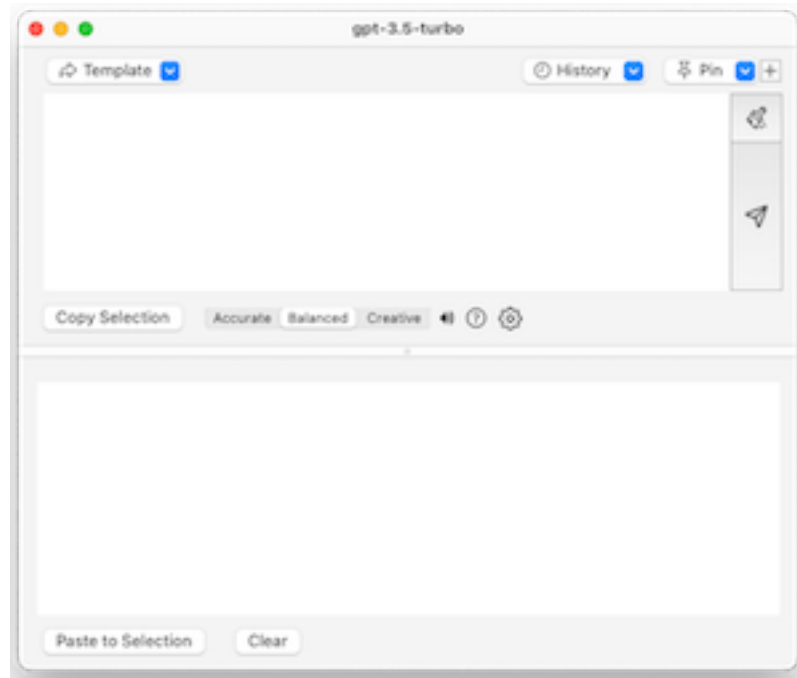 gpt-3.5-turbo
Template History Pin
Copy Selection Accurate Balanced Creative
Paste to Selection Clear